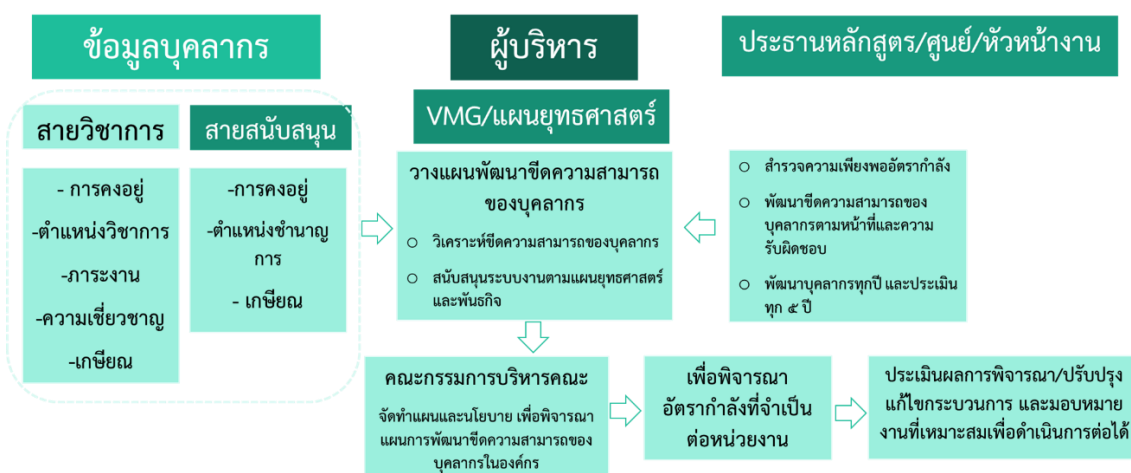 ข้อมูลบุคลากร
สายวิชาการ
- การคงอยู่
-ตำแหน่งวิชาการ
-ภาระงาน
-ความเชี่ยวชาญ
-เกษียณ
สายสนับสนุน
-การคงอยู่
-ตำแหน่งชำนาญ
การ
- เกษียณ
ผู้บริหาร
VMG/แผนยุทธศาสตร์
วางแผนพัฒนาขีดความสามารถ
ของบุคลากร
○ วิเคราะห์ขีดความสามารถของบุคลากร
○ สนับสนุนระบบงานตามแผนยุทธศาสตร์
และพันธกิจ
ประธานหลักสูตร/ศูนย์/หัวหน้างาน
○ สำรวจความเพียงพออัตรากำลัง
○ พัฒนาขีดความสามารถของ
บุคลากรตามหน้าที่และความ
รับผิดชอบ
○ พัฒนาบุคลากรทุกปี และประเมิน
ทุก ๕ ปี
คณะกรรมการบริหารคณะ
จัดทำแผนและนโยบาย เพื่อพิจารณา
แผนการพัฒนาขีดความสามารถของ
บุคลากรในองค์กร
เพื่อพิจารณา
อัตรากำลังที่จำเป็น
ต่อหน่วยงาน
ประเมินผลการพิจารณา/ปรับปรุง
แก้ไขกระบวนการ และมอบหมาย
งานที่เหมาะสมเพื่อดำเนินการต่อได้